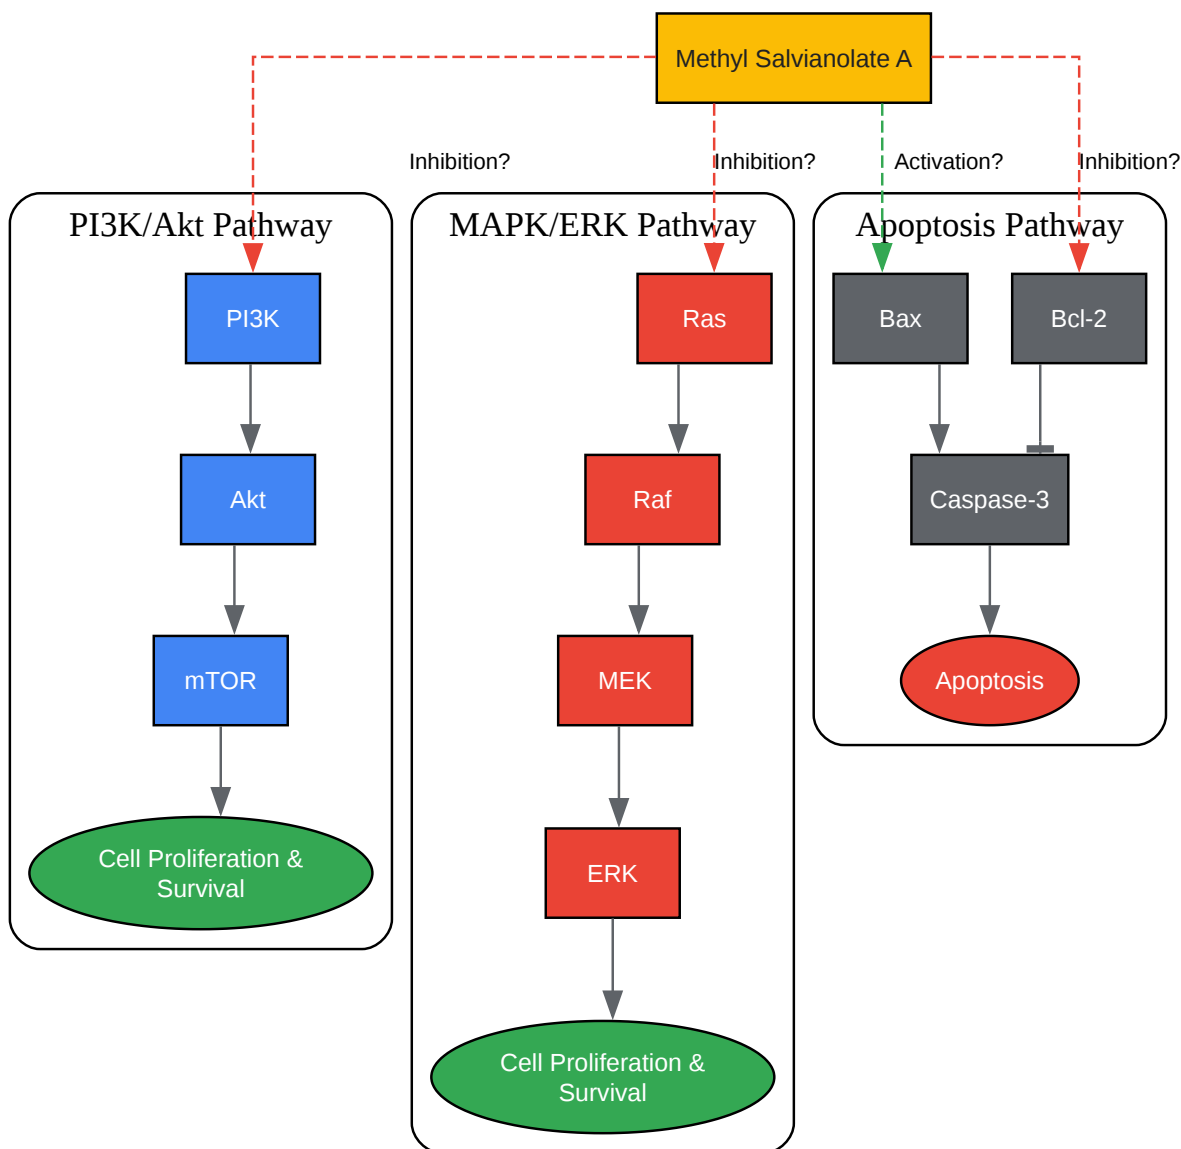 Methyl Salvianolate A
Inhibition?
Inhibition?
Activation?
Inhibition?
PI3K/Akt Pathway
PI3K
Akt
mTOR
Cell Proliferation &
Survival
MAPK/ERK Pathway
Ras
Raf
MEK
ERK
Cell Proliferation &
Survival
Apoptosis Pathway
Bax
Bcl-2
Caspase-3
Apoptosis